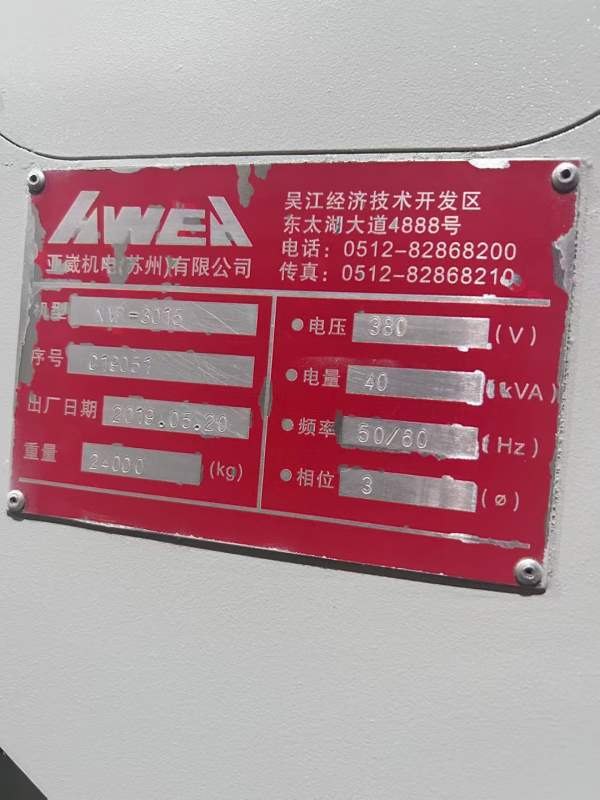 AWEA
亚崴机电(苏州)有限公司
吴江经济技术开发区
东太湖大道4888号
电话: 0512-82868200
传真: 0512-82868210
机型 -3015
序号 C19051
出厂日期 2019.05.20
重量 24000 (kg)
电压 380 (V)
电量 40 (kVA)
频率 50/60 (Hz)
相位 3 (ø)